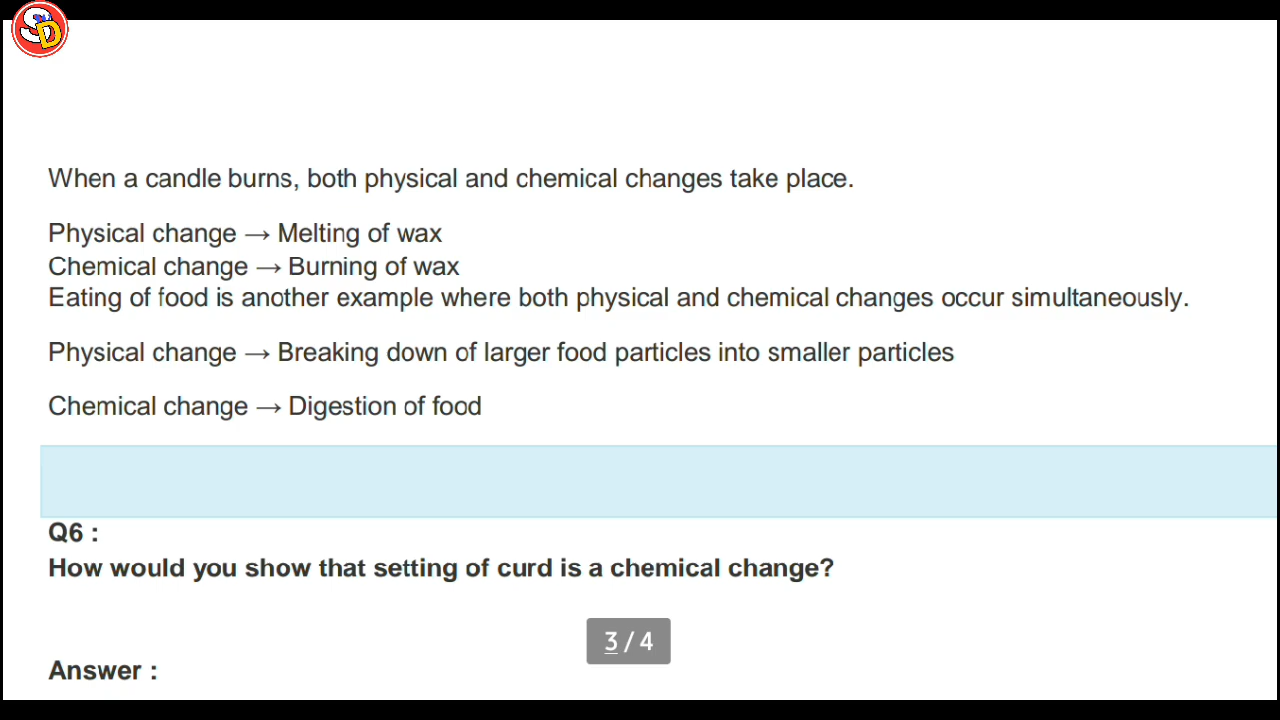 SD
When a candle burns, both physical and chemical changes take place.
Physical change → Melting of wax
Chemical change → Burning of wax
Eating of food is another example where both physical and chemical changes occur simultaneously.
Physical change → Breaking down of larger food particles into smaller particles
Chemical change → Digestion of food
Q6 :
How would you show that setting of curd is a chemical change?
3 / 4
Answer :